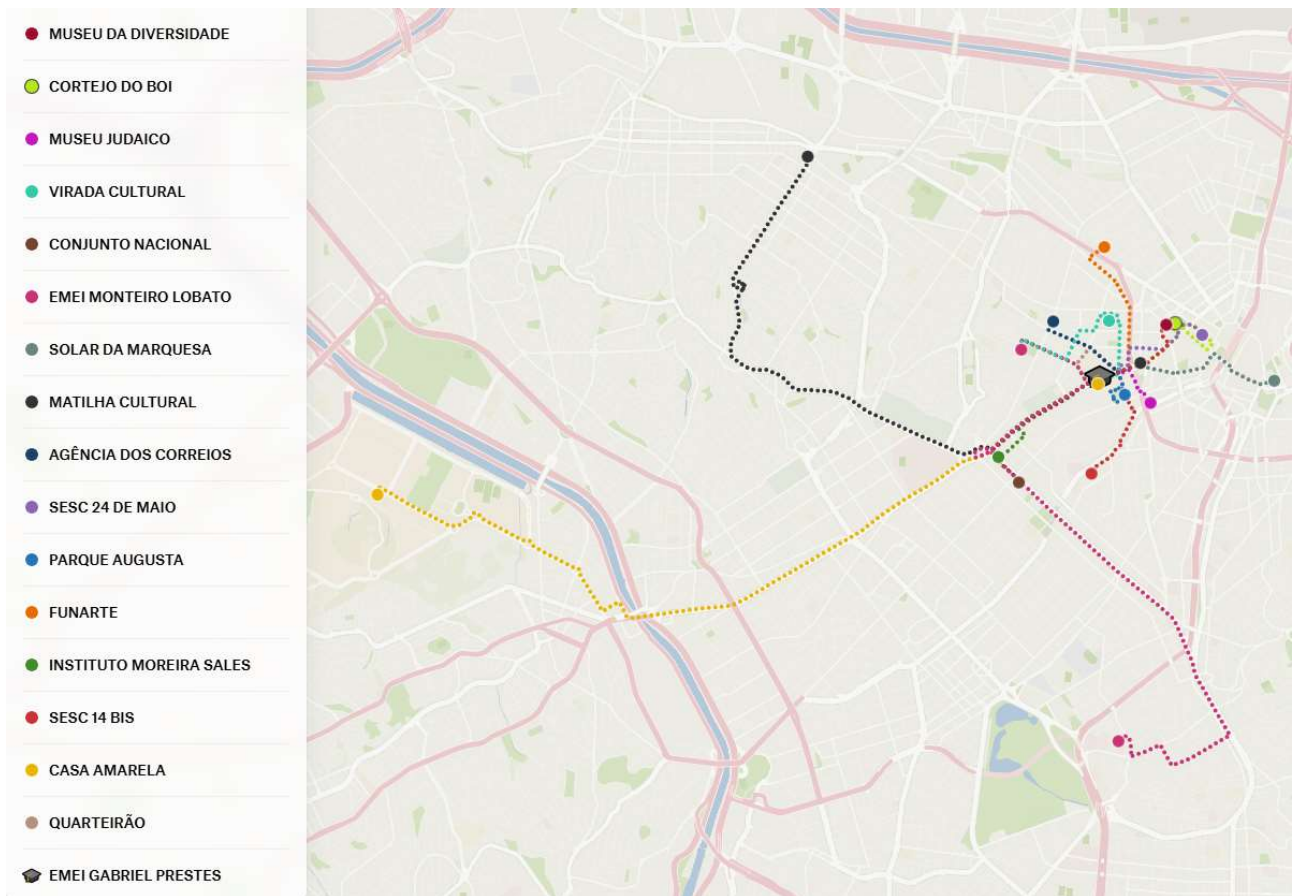 MUSEU DA DIVERSIDADE
CORTEJO DO BOI
MUSEU JUDAICO
VIRADA CULTURAL
CONJUNTO NACIONAL
EMEI MONTEIRO LOBATO
SOLAR DA MARQUESA
MATILHA CULTURAL
AGÊNCIA DOS CORREIOS
SESC 24 DE MAIO
PARQUE AUGUSTA
FUNARTE
INSTITUTO MOREIRA SALES
SESC 14 BIS
CASA AMARELA
QUARTEIRÃO
EMEI GABRIEL PRESTES